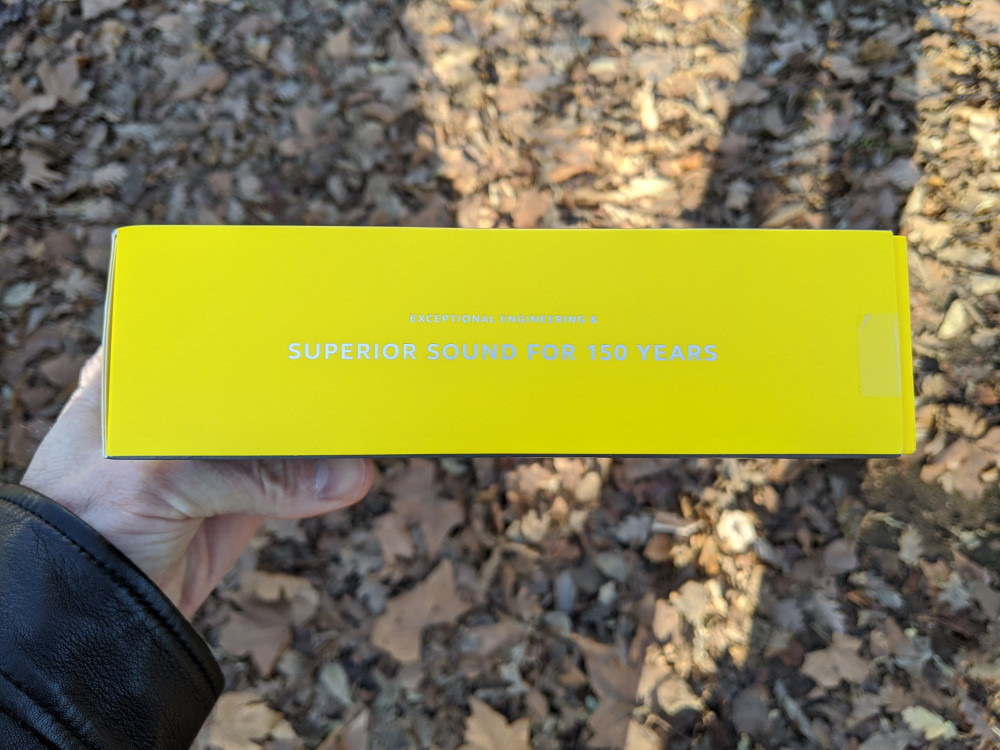 EXCEPTIONAL ENGINEERING &
SUPERIOR SOUND FOR 150 YEARS